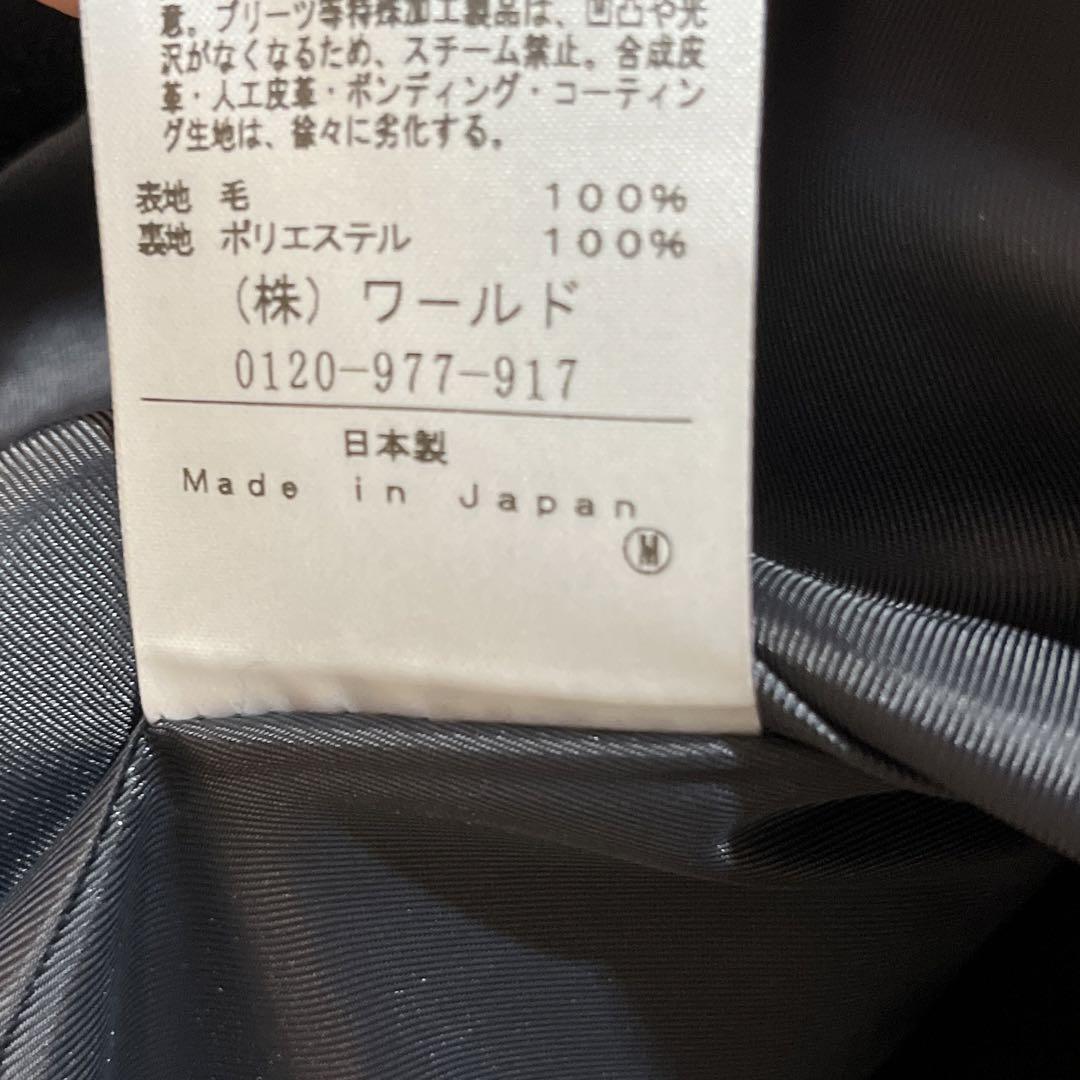 意。プリーツ等特殊加工製品は、凹凸や光
沢がなくなるため、スチーム禁止。合成皮
革・人工皮革・ボンディング・コーティン
グ生地は、徐々に劣化する。
表地 毛 100%
裏地 ポリエステル 100%
(株) ワールド
0120-977-917
日本製
Made in Japan
Ⓜ